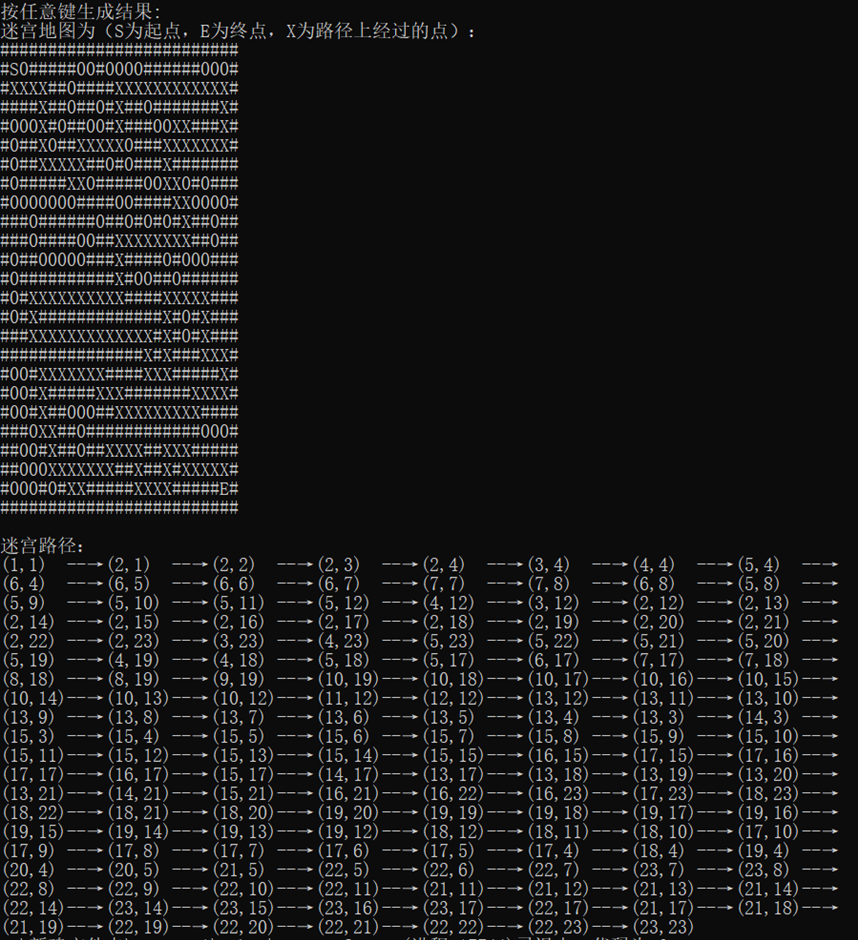 按任意键生成结果:
迷宫地图为（S为起点，E为终点，X为路径上经过的点）:
#########################
#S0#####00#0000######000#
#XXXX##0####XXXXXXXXXXXX#
####X##0##0#X##0#######X#
#000X#0##00#X###00XX###X#
#0##X0##XXXXX0###XXXXXXX#
#0##XXXXX##0#0###X#######
#0#####XX0#####00XX0#0###
#0000000####00####XX0000#
###0######0##0#0#0#X##0##
###0####00##XXXXXXXX##0##
#0##00000###X####0#000###
#0##########X#00##0######
#0#XXXXXXXXXX####XXXXX###
#0#X#############X#0#X###
###XXXXXXXXXXXXX#X#0#X###
###############X#X###XXX#
#00#XXXXXXX####XXX#####X#
#00#X#####XXX#######XXXX#
#00#X##000##XXXXXXXXX####
###0XX##0############000#
##00#X##0##XXXX##XXX#####
##000XXXXXXX##X##X#XXXXX#
#000#0#XX#####XXXX#####E#
#########################
迷宫路径:
(1,1) ---→(2,1) ---→(2,2) ---→(2,3) ---→(2,4) ---→(3,4) ---→(4,4) ---→(5,4) ---→
(6,4) ---→(6,5) ---→(6,6) ---→(6,7) ---→(7,7) ---→(7,8) ---→(6,8) ---→(5,8) ---→
(5,9) ---→(5,10) ---→(5,11) ---→(5,12) ---→(4,12) ---→(3,12) ---→(2,12) ---→(2,13) ---→
(2,14) ---→(2,15) ---→(2,16) ---→(2,17) ---→(2,18) ---→(2,19) ---→(2,20) ---→(2,21) ---→
(2,22) ---→(2,23) ---→(3,23) ---→(4,23) ---→(5,23) ---→(5,22) ---→(5,21) ---→(5,20) ---→
(5,19) ---→(4,19) ---→(4,18) ---→(5,18) ---→(5,17) ---→(6,17) ---→(7,17) ---→(7,18) ---→
(8,18) ---→(8,19) ---→(9,19) ---→(10,19)---→(10,18)---→(10,17)---→(10,16)---→(10,15)---→
(10,14)---→(10,13)---→(10,12)---→(11,12)---→(12,12)---→(13,12)---→(13,11)---→(13,10)---→
(13,9) ---→(13,8) ---→(13,7) ---→(13,6) ---→(13,5) ---→(13,4) ---→(13,3) ---→(14,3) ---→
(15,3) ---→(15,4) ---→(15,5) ---→(15,6) ---→(15,7) ---→(15,8) ---→(15,9) ---→(15,10)---→
(15,11)---→(15,12)---→(15,13)---→(15,14)---→(15,15)---→(16,15)---→(17,15)---→(17,16)---→
(17,17)---→(16,17)---→(15,17)---→(14,17)---→(13,17)---→(13,18)---→(13,19)---→(13,20)---→
(13,21)---→(14,21)---→(15,21)---→(16,21)---→(16,22)---→(16,23)---→(17,23)---→(18,23)---→
(18,22)---→(18,21)---→(18,20)---→(19,20)---→(19,19)---→(19,18)---→(19,17)---→(19,16)---→
(19,15)---→(19,14)---→(19,13)---→(19,12)---→(18,12)---→(18,11)---→(18,10)---→(17,10)---→
(17,9) ---→(17,8) ---→(17,7) ---→(17,6) ---→(17,5) ---→(17,4) ---→(18,4) ---→(19,4) ---→
(20,4) ---→(20,5) ---→(21,5) ---→(22,5) ---→(22,6) ---→(22,7) ---→(23,7) ---→(23,8) ---→
(22,8) ---→(22,9) ---→(22,10)---→(22,11)---→(21,11)---→(21,12)---→(21,13)---→(21,14)---→
(22,14)---→(23,14)---→(23,15)---→(23,16)---→(23,17)---→(22,17)---→(21,17)---→(21,18)---→
(21,19)---→(22,19)---→(22,20)---→(22,21)---→(22,22)---→(22,23)---→(23,23)